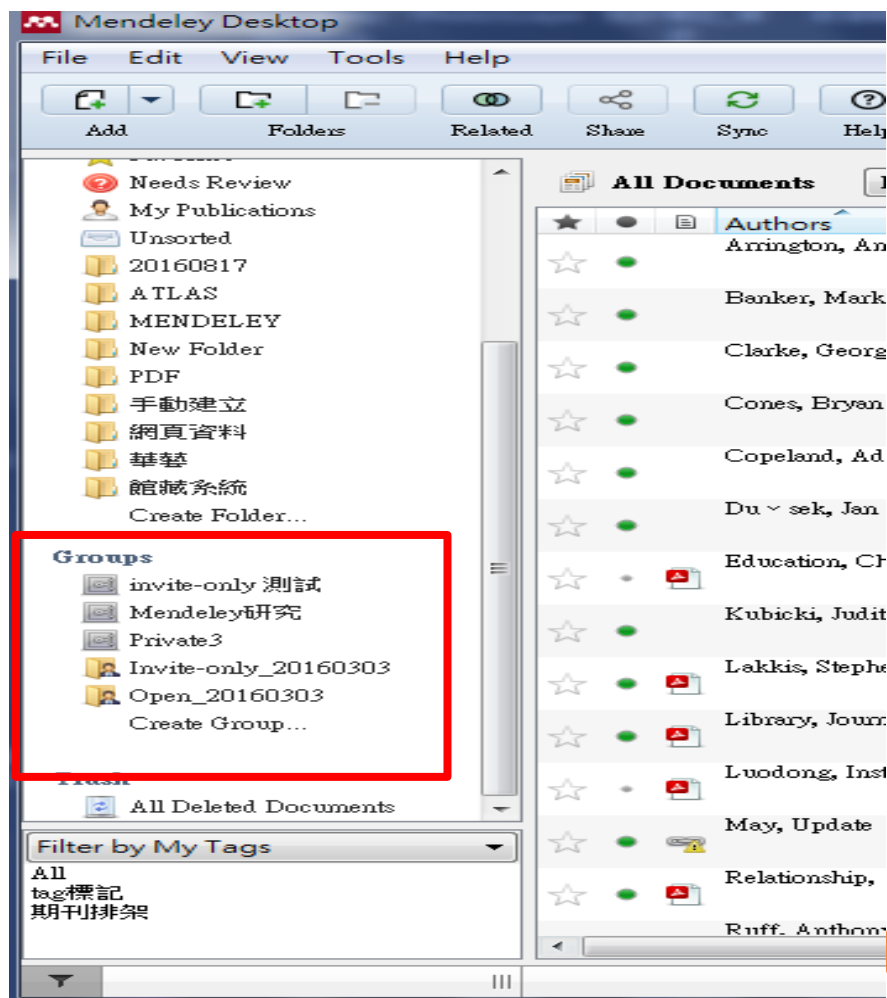 Mendeley Desktop
File Edit View Tools Help
Add Folders Related Share Sync Help
Needs Review
My Publications
Unsorted
20160817
ATLAS
MENDELEY
New Folder
PDF
手動建立
網頁資料
華藝
館藏系統
Create Folder...
Groups
invite-only 測試
Mendeley研究
Private3
Invite-only_20160303
Open_20160303
Create Group...
Trash
All Deleted Documents
Filter by My Tags
All
tag標記
期刊排架
All Documents
Authors
Arrington, An
Banker, Mark
Clarke, Georg
Cones, Bryan
Copeland, Ad
Du ˇ sek, Jan
Education, Ch
Kubicki, Judit
Lakkis, Stephe
Library, Journ
Luodong, Inst
May, Update
Relationship,
Ruff, Anthony